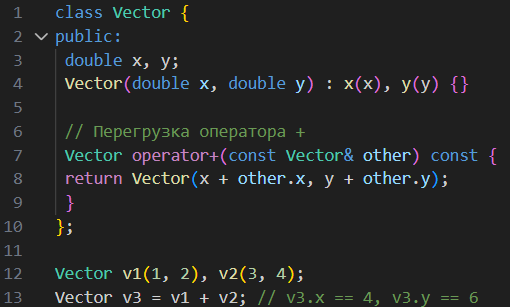 1 class Vector {
2 public:
3 double x, y;
4 Vector(double x, double y) : x(x), y(y) {}
5
6 // Перегрузка оператора +
7 Vector operator+(const Vector& other) const {
8 return Vector(x + other.x, y + other.y);
9 }
10 };
11
12 Vector v1(1, 2), v2(3, 4);
13 Vector v3 = v1 + v2; // v3.x == 4, v3.y == 6